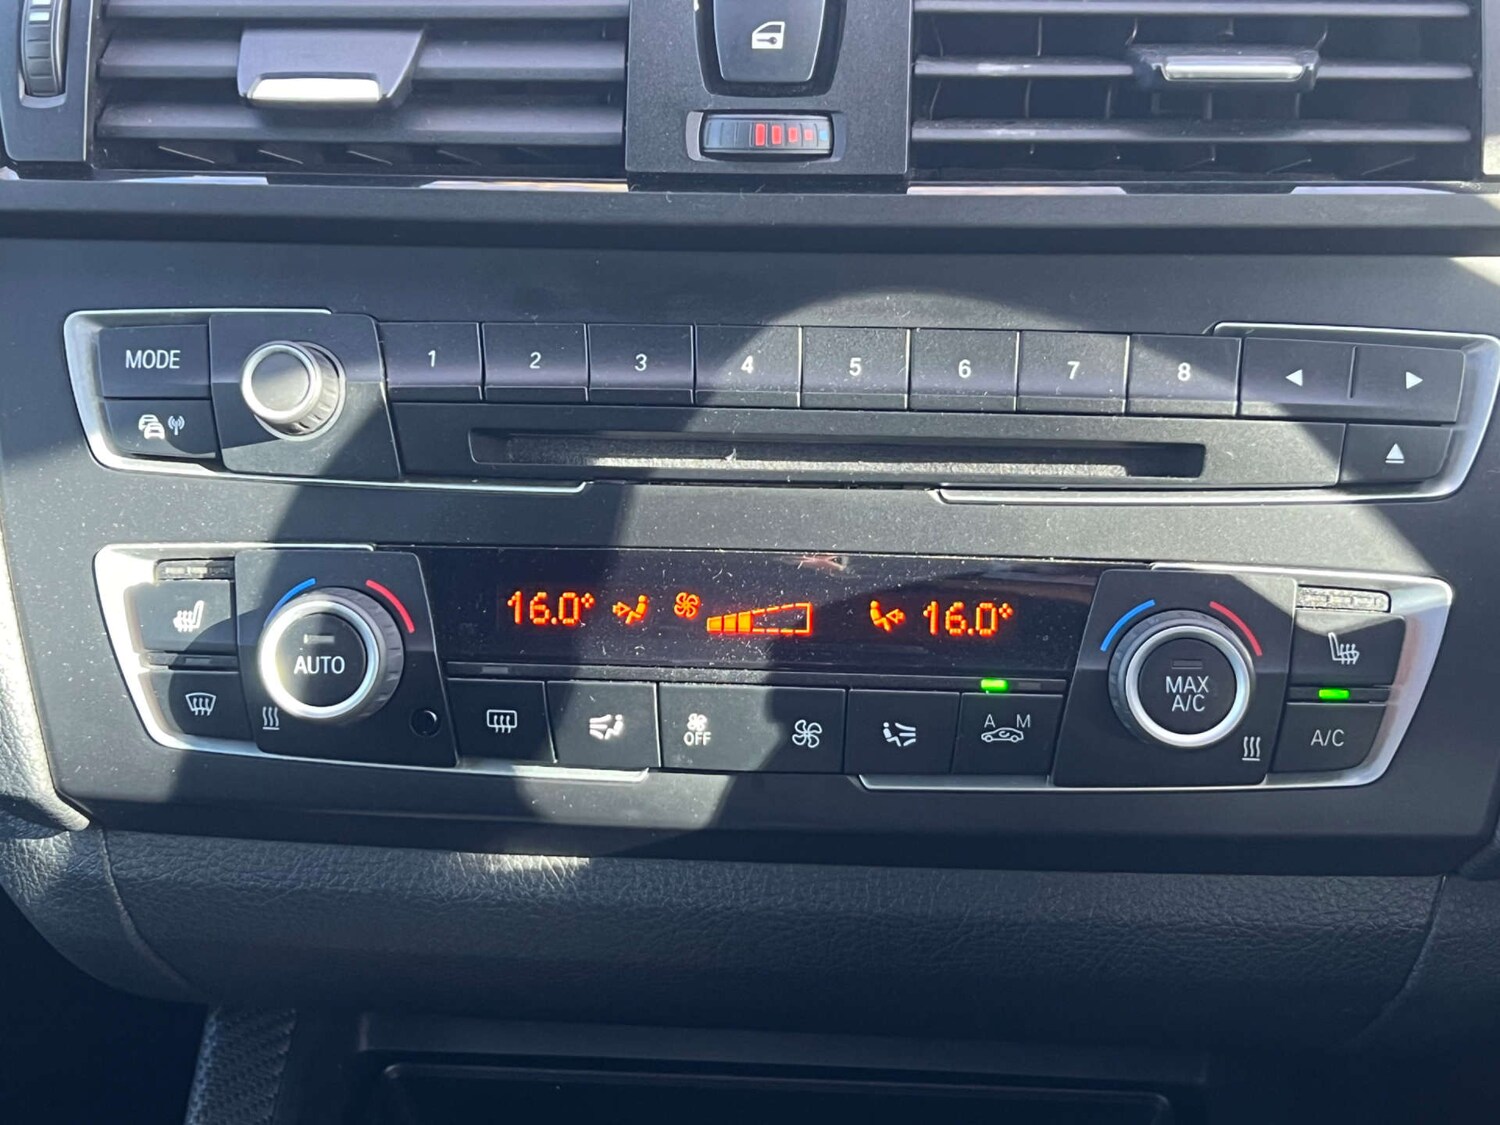 MODE 1 2 3 4 5 6 7 8
16.0° 16.0°
AUTO MAX
A/C
OFF A M A/C